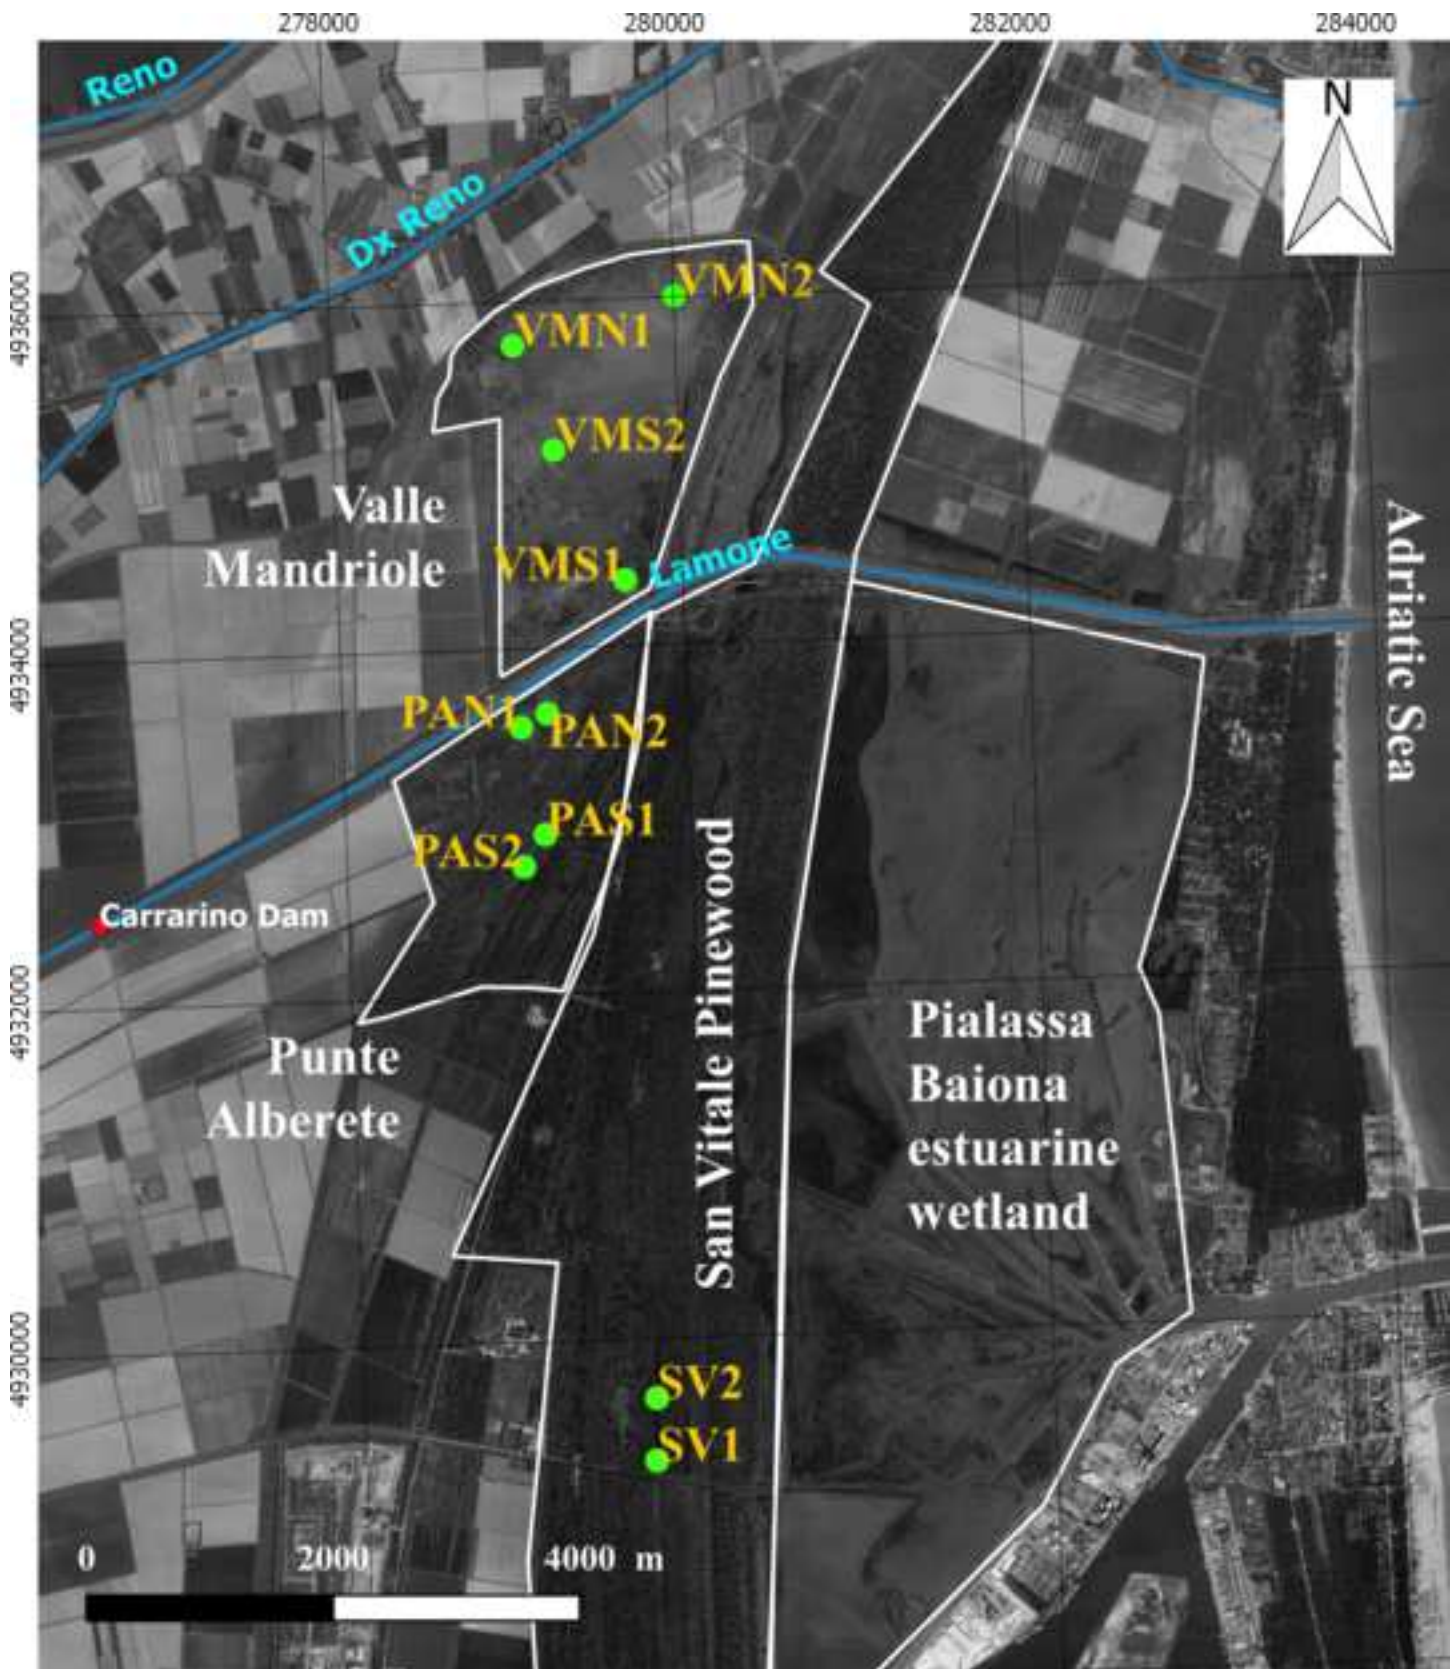 278000 280000 282000 284000
Reno
N
Dx Reno
VMN2
4936000
VMN1
VMS2
Valle
Mandriole
Adriatic Sea
VMS1
Lamone
4934000
PAN1
PAN2
PAS1
PAS2
San Vitale Pinewood
Carrarino Dam
4932000
Pialassa
Baiona
estuarine
wetland
Punte
Alberete
4930000
SV2
SV1
0 2000 4000 m